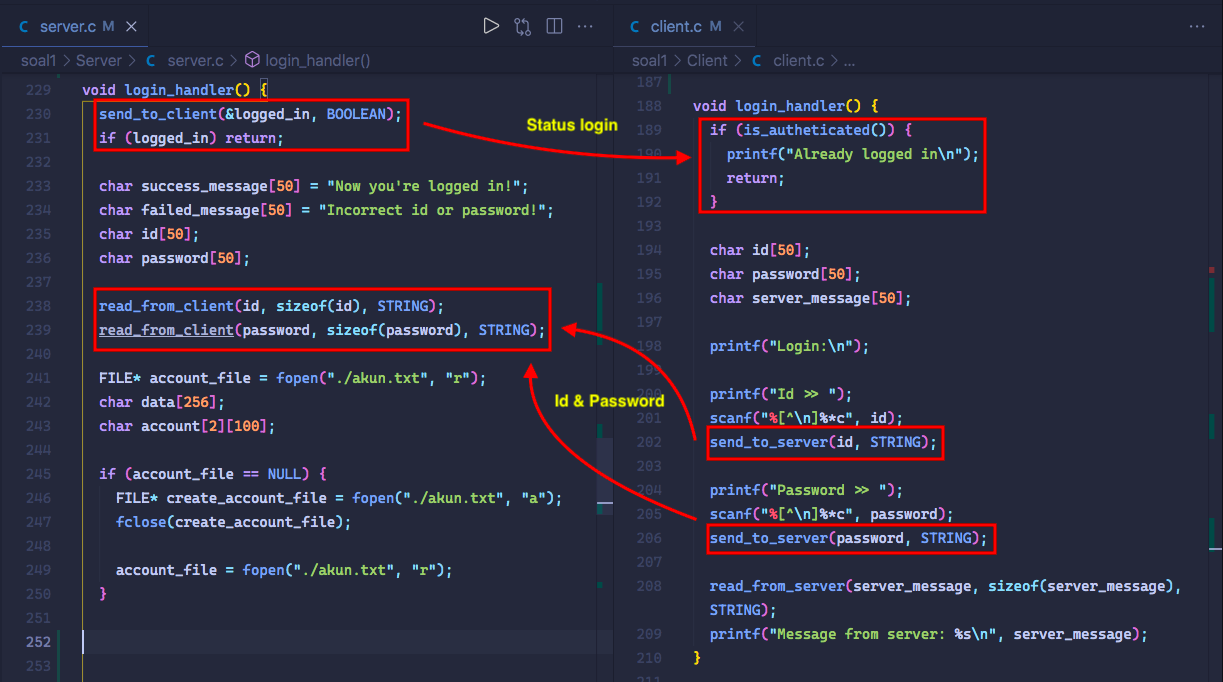 C server.c M ×
soal1 > Server > C server.c > login_handler()
229 void login_handler() {
230 send_to_client(&logged_in, BOOLEAN);
231 if (logged_in) return;
232
233 char success_message[50] = "Now you're logged in!";
234 char failed_message[50] = "Incorrect id or password!";
235 char id[50];
236 char password[50];
237
238 read_from_client(id, sizeof(id), STRING);
239 read_from_client(password, sizeof(password), STRING);
240
241 FILE* account_file = fopen("./akun.txt", "r");
242 char data[256];
243 char account[2][100];
244
245 if (account_file == NULL) {
246 FILE* create_account_file = fopen("./akun.txt", "a");
247 fclose(create_account_file);
248
249 account_file = fopen("./akun.txt", "r");
250 }
251
252
253
Status login
Id & Password
C client.c M ×
soal1 > Client > C client.c > ...
187
188 void login_handler() {
189 if (is_autheticated()) {
190 printf("Already logged in\n");
191 return;
192 }
193
194 char id[50];
195 char password[50];
196 char server_message[50];
197
198 printf("Login:\n");
199
200 printf("Id >> ");
201 scanf("%[^\n]%*c", id);
202 send_to_server(id, STRING);
203
204 printf("Password >> ");
205 scanf("%[^\n]%*c", password);
206 send_to_server(password, STRING);
207
208 read_from_server(server_message, sizeof(server_message),
STRING);
209 printf("Message from server: %s\n", server_message);
210 }
211